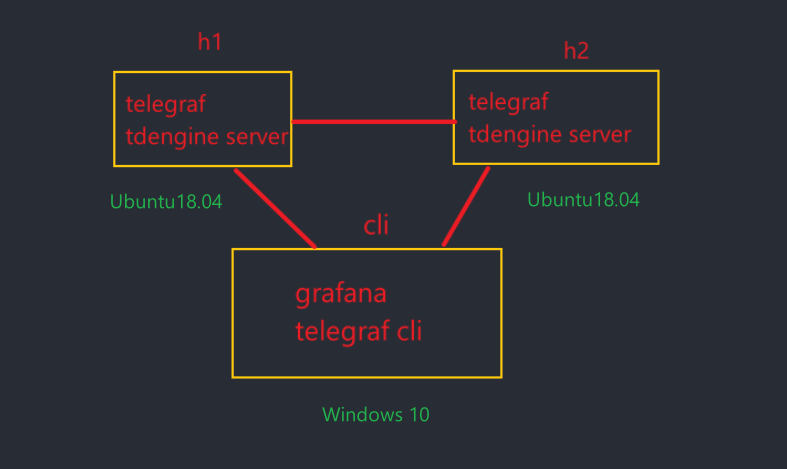 h1
h2
telegraf
tdengine server
telegraf
tdengine server
Ubuntu18.04
Ubuntu18.04
cli
grafana
telegraf cli
Windows 10